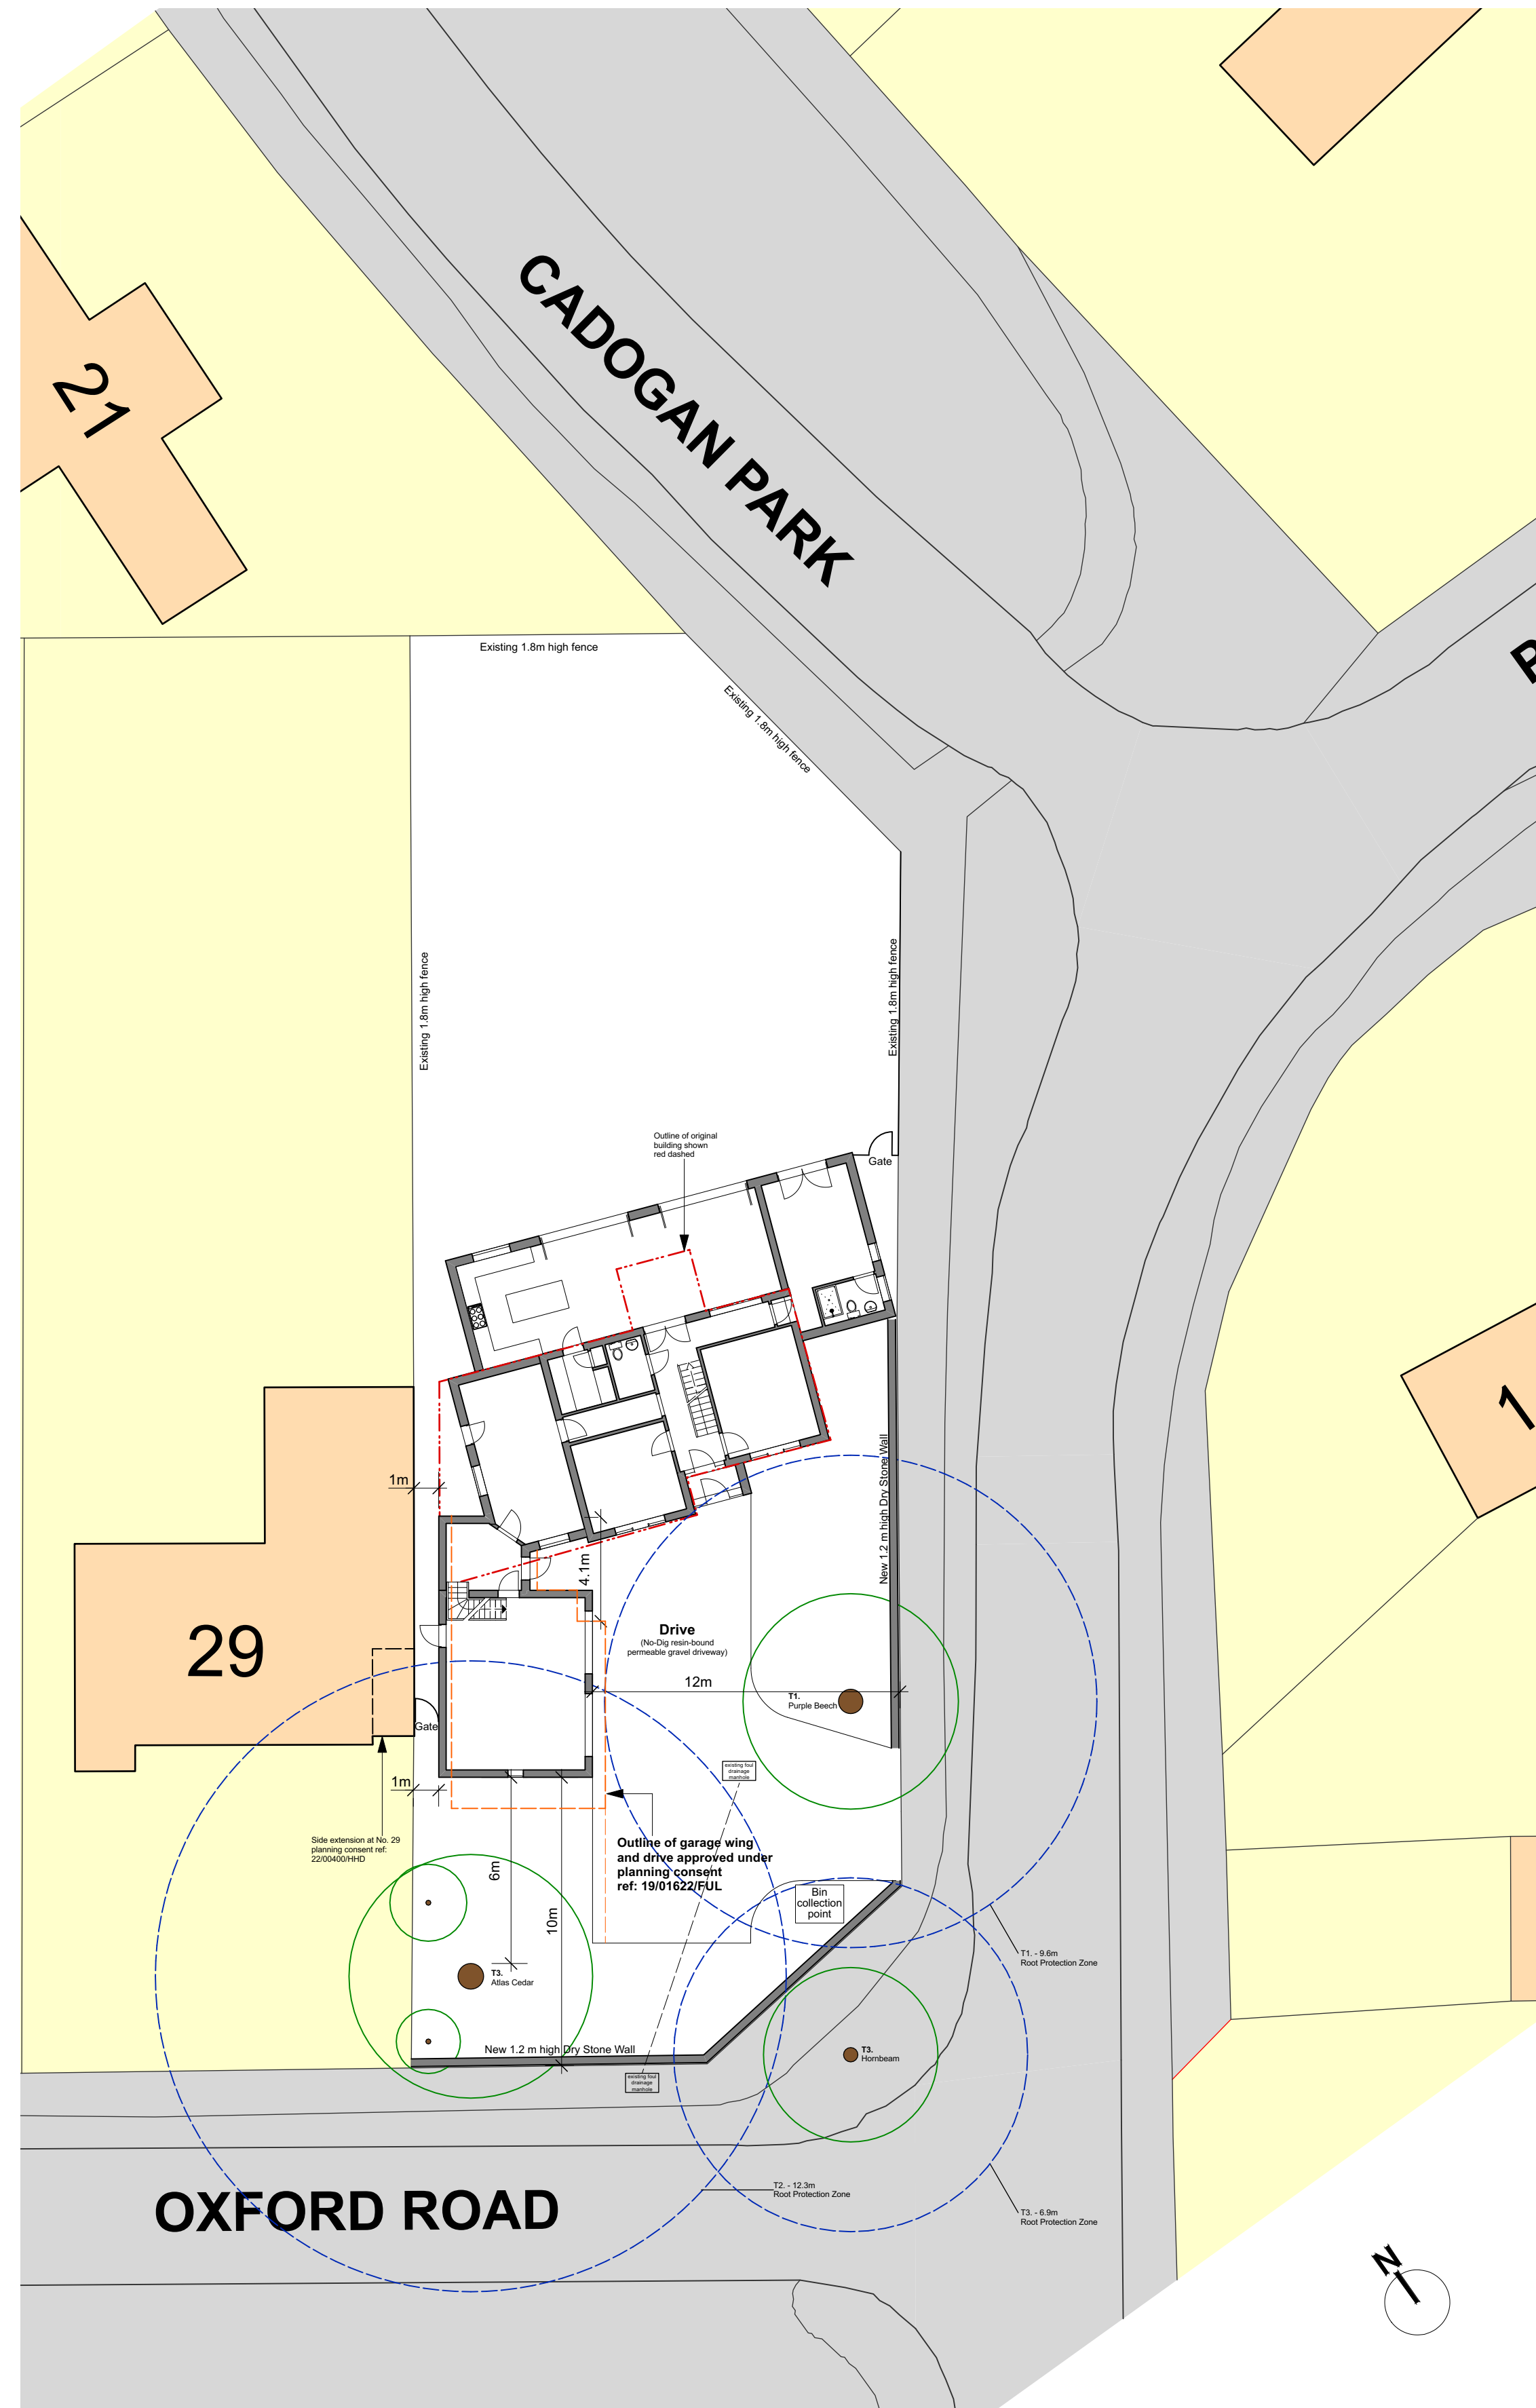 CADOGAN PARK
21
Existing 1.8m high fence
Existing 1.8m high fence
Existing 1.8m high fence
Existing 1.8m high fence
Outline of original
building shown
red dashed
Gate
1m
New 1.2 m high Dry Stone Wall
4.1m
29
Drive
(No-Dig resin-bound
permeable gravel driveway)
12m
T1.
Purple Beech
Gate
existing foul
drainage
manhole
1m
Side extension at No. 29
planning consent ref:
22/00400/HHD
Outline of garage wing
and drive approved under
planning consent
ref: 19/01622/FUL
6m
10m
Bin
collection
point
T1. - 9.6m
Root Protection Zone
T3.
Atlas Cedar
New 1.2 m high Dry Stone Wall
T3.
Hornbeam
existing foul
drainage
manhole
T2. - 12.3m
Root Protection Zone
T3. - 6.9m
Root Protection Zone
OXFORD ROAD
N
1